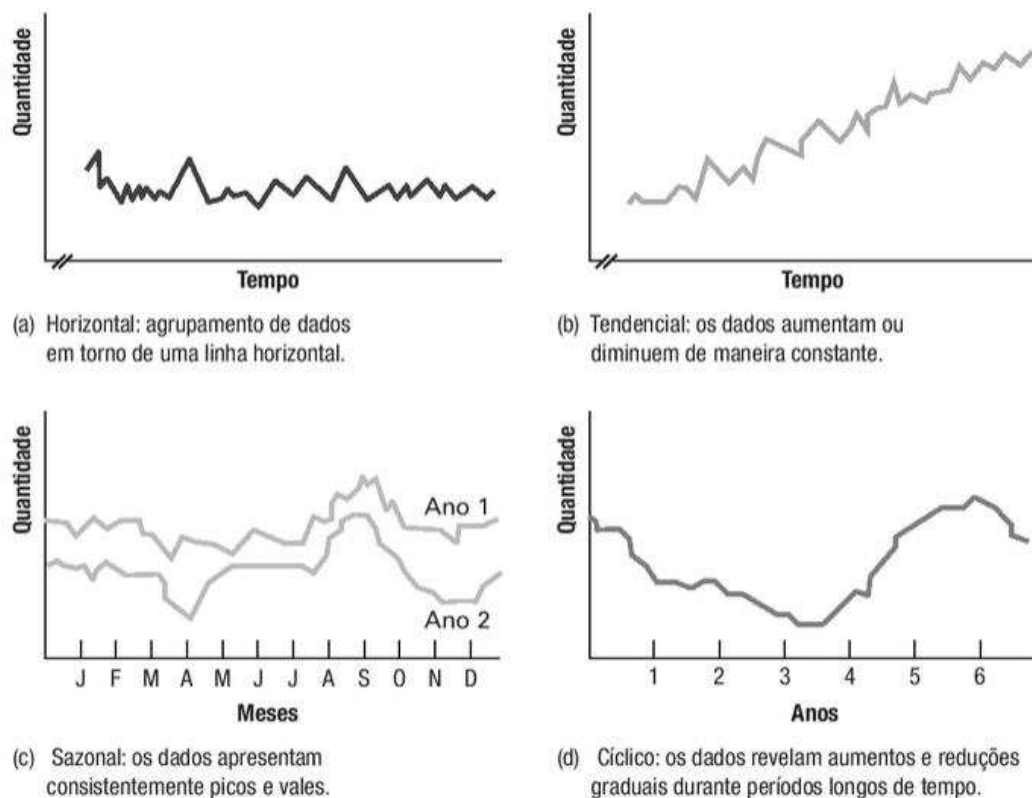 Quantidade
Tempo
(a) Horizontal: agrupamento de dados
em torno de uma linha horizontal.
Quantidade
Tempo
(b) Tendencial: os dados aumentam ou
diminuem de maneira constante.
Quantidade
Ano 1
Ano 2
J F M A M J J A S O N D
Meses
(c) Sazonal: os dados apresentam
consistentemente picos e vales.
Quantidade
1 2 3 4 5 6
Anos
(d) Cíclico: os dados revelam aumentos e reduções
graduais durante períodos longos de tempo.